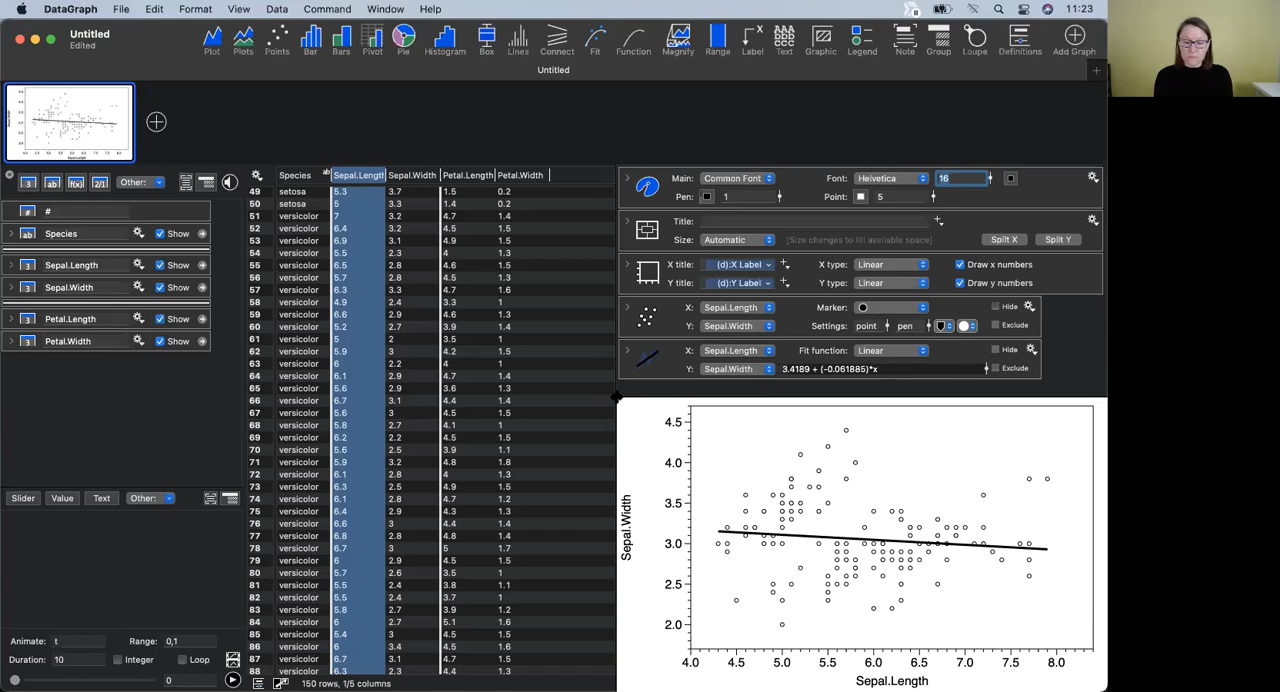 DataGraph File Edit Format View Data Command Window Help 11:23
Untitled
Edited
Plot Plots Points Bar Bars Pivot Pie Histogram Box Lines Connect Fit Function Magnify Range Label Text Graphic Legend Note Group Loupe Definitions Add Graph
Untitled
Other:
# #
ab Species Show
3 Sepal.Length Show
3 Sepal.Width Show
3 Petal.Length Show
3 Petal.Width Show
Slider Value Text Other:
Animate: t Range: 0,1
Duration: 10 Integer Loop
0
Species ab Sepal.Length Sepal.Width Petal.Length Petal.Width
49 setosa 5.3 3.7 1.5 0.2
50 setosa 5 3.3 1.4 0.2
51 versicolor 7 3.2 4.7 1.4
52 versicolor 6.4 3.2 4.5 1.5
53 versicolor 6.9 3.1 4.9 1.5
54 versicolor 5.5 2.3 4 1.3
55 versicolor 6.5 2.8 4.6 1.5
56 versicolor 5.7 2.8 4.5 1.3
57 versicolor 6.3 3.3 4.7 1.6
58 versicolor 4.9 2.4 3.3 1
59 versicolor 6.6 2.9 4.6 1.3
60 versicolor 5.2 2.7 3.9 1.4
61 versicolor 5 2 3.5 1
62 versicolor 5.9 3 4.2 1.5
63 versicolor 6 2.2 4 1
64 versicolor 6.1 2.9 4.7 1.4
65 versicolor 5.6 2.9 3.6 1.3
66 versicolor 6.7 3.1 4.4 1.4
67 versicolor 5.6 3 4.5 1.5
68 versicolor 5.8 2.7 4.1 1
69 versicolor 6.2 2.2 4.5 1.5
70 versicolor 5.6 2.5 3.9 1.1
71 versicolor 5.9 3.2 4.8 1.8
72 versicolor 6.1 2.8 4 1.3
73 versicolor 6.3 2.5 4.9 1.5
74 versicolor 6.1 2.8 4.7 1.2
75 versicolor 6.4 2.9 4.3 1.3
76 versicolor 6.6 3 4.4 1.4
77 versicolor 6.8 2.8 4.8 1.4
78 versicolor 6.7 3 5 1.7
79 versicolor 6 2.9 4.5 1.5
80 versicolor 5.7 2.6 3.5 1
81 versicolor 5.5 2.4 3.8 1.1
82 versicolor 5.5 2.4 3.7 1
83 versicolor 5.8 2.7 3.9 1.2
84 versicolor 6 2.7 5.1 1.6
85 versicolor 5.4 3 4.5 1.5
86 versicolor 6 3.4 4.5 1.6
87 versicolor 6.7 3.1 4.7 1.5
88 versicolor 6.3 2.3 4.4 1.3
150 rows, 1/5 columns
Main: Common Font Font: Helvetica 16
Pen: 1 Point: 5
Title:
Size: Automatic [Size changes to fill available space] Split X Split Y
X title: (d):X Label X type: Linear Draw x numbers
Y title: (d):Y Label Y type: Linear Draw y numbers
X: Sepal.Length Marker: Hide
Y: Sepal.Width Settings: point pen Exclude
X: Sepal.Length Fit function: Linear Hide
Y: Sepal.Width 3.4189 + (-0.061885)*x Exclude
4.5
4.0
3.5
3.0
2.5
2.0
Sepal.Width
4.0 4.5 5.0 5.5 6.0 6.5 7.0 7.5 8.0
Sepal.Length